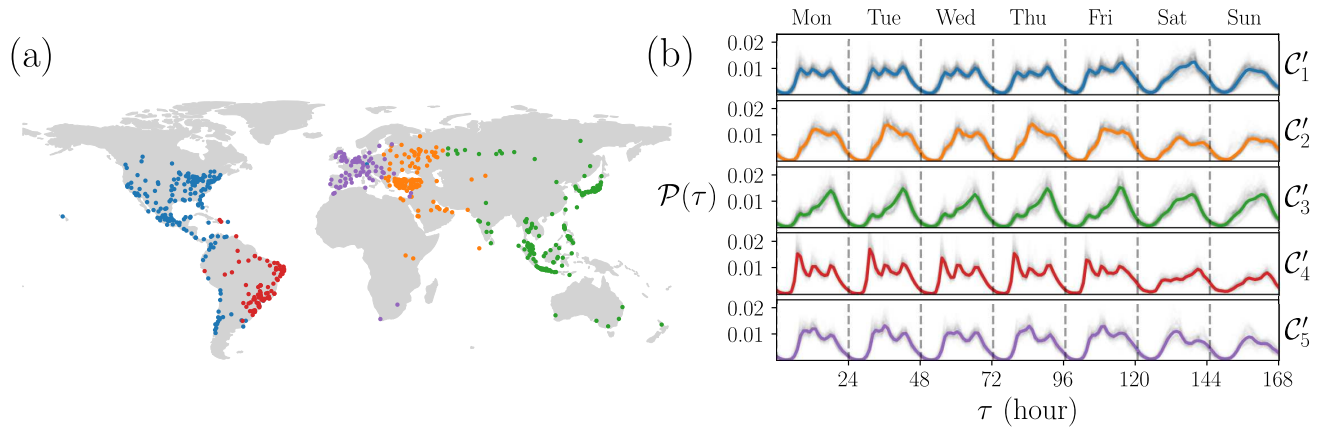 (a)
(b)
Mon Tue Wed Thu Fri Sat Sun
0.02
0.01
𝒞′₁
0.02
0.01
𝒞′₂
0.02
0.01
𝒞′₃
𝒫(τ)
0.02
0.01
𝒞′₄
0.02
0.01
𝒞′₅
24 48 72 96 120 144 168
τ (hour)